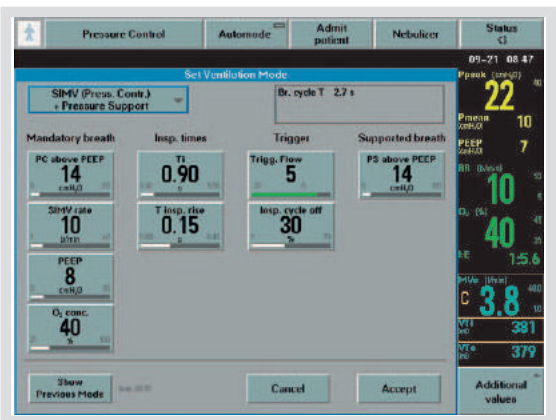 Pressure Control
Automode
Admit patient
Nebulizer
Status
09-21 08 47
Set Ventilation Mode
SIMV (Press. Contr.)
+ Pressure Support
Br. cycle T 2.7 s
Mandatory breath
Insp. times
Trigger
Supported breath
PC above PEEP
14
cmH₂O
TI
0.90
s
Trigg. Flow
5
PS above PEEP
14
cmH₂O
SIMV rate
10
b/min
T insp. rise
0.15
s
Insp. cycle off
30
%
PEEP
8
cmH₂O
O₂ conc.
40
%
Show
Previous Mode
Cancel
Accept
Additional
values
Ppeak (cmH₂O)
22
40
Pmean
cmH₂O
10
PEEP
cmH₂O
7
RR (b/min)
10
O₂ (%)
40
I:E
1:5.6
MVe (l/min)
C 3.8
VTi
381
VTe
379